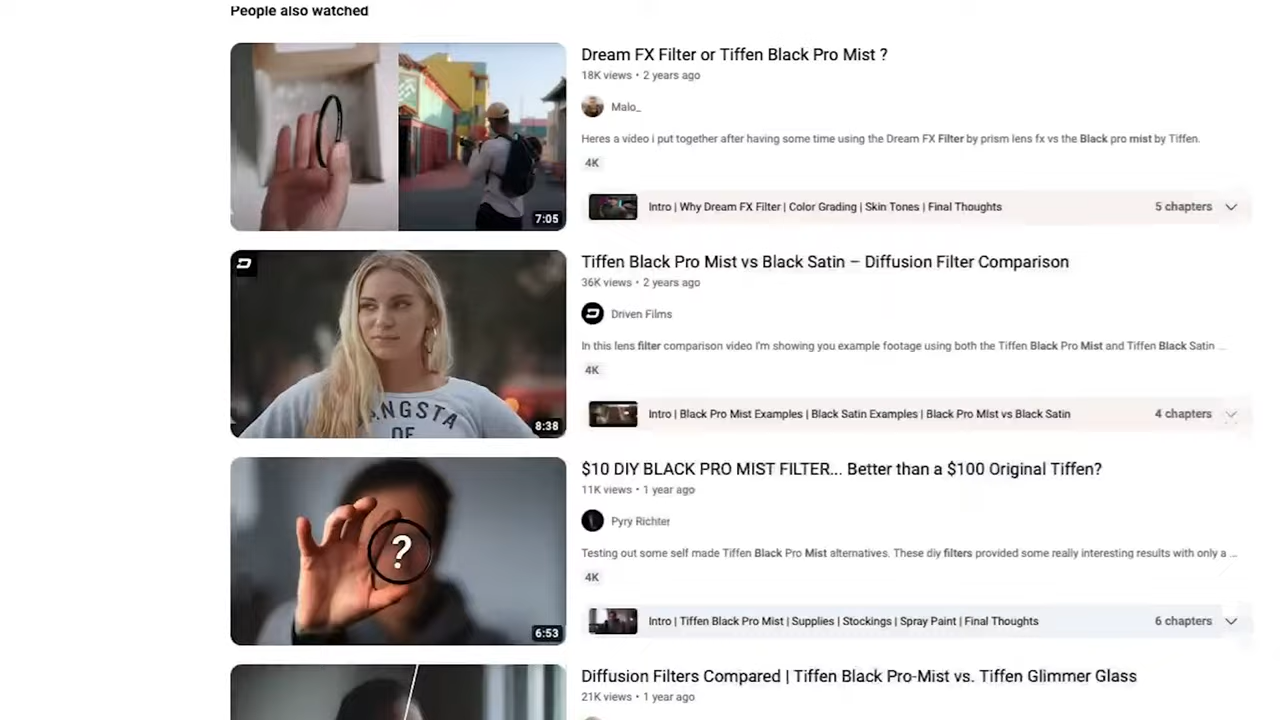 People also watched
Dream FX Filter or Tiffen Black Pro Mist ?
18K views • 2 years ago
Malo_
Heres a video i put together after having some time using the Dream FX Filter by prism lens fx vs the Black pro mist by Tiffen.
4K
7:05
Intro | Why Dream FX Filter | Color Grading | Skin Tones | Final Thoughts
5 chapters
Tiffen Black Pro Mist vs Black Satin – Diffusion Filter Comparison
36K views • 2 years ago
Driven Films
In this lens filter comparison video I'm showing you example footage using both the Tiffen Black Pro Mist and Tiffen Black Satin ...
4K
ANGSTA
OF
8:38
Intro | Black Pro Mist Examples | Black Satin Examples | Black Pro Mist vs Black Satin
4 chapters
$10 DIY BLACK PRO MIST FILTER... Better than a $100 Original Tiffen?
11K views • 1 year ago
Pyry Richter
Testing out some self made Tiffen Black Pro Mist alternatives. These diy filters provided some really interesting results with only a ...
4K
?
6:53
Intro | Tiffen Black Pro Mist | Supplies | Stockings | Spray Paint | Final Thoughts
6 chapters
Diffusion Filters Compared | Tiffen Black Pro-Mist vs. Tiffen Glimmer Glass
21K views • 1 year ago